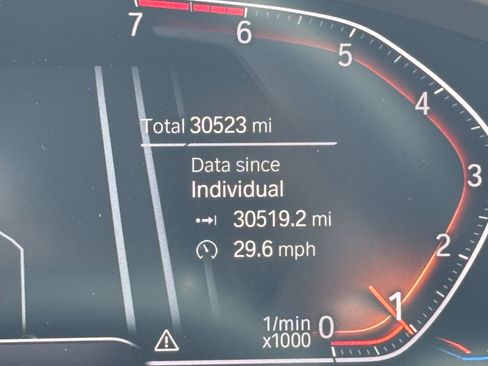 7
6
5
4
3
2
1
0
Total 30523 mi
Data since
Individual
30519.2 mi
29.6 mph
1/min
x1000